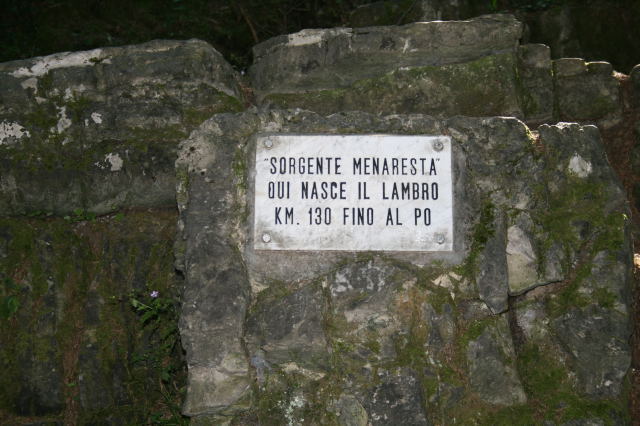 "SORGENTE MENARESTA"
QUI NASCE IL LAMBRO
KM. 130 FINO AL PO